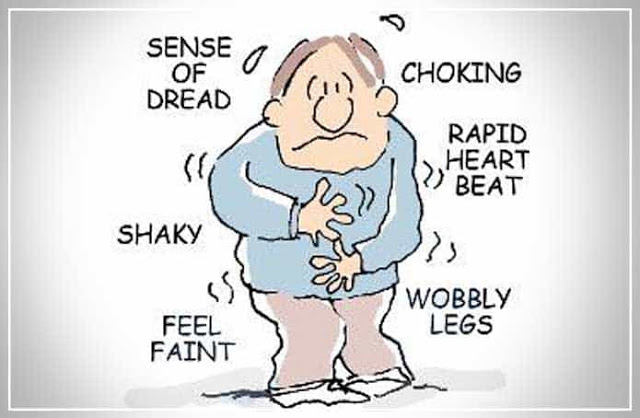 SENSE
OF
DREAD
CHOKING
RAPID
HEART
BEAT
SHAKY
WOBBLY
LEGS
FEEL
FAINT